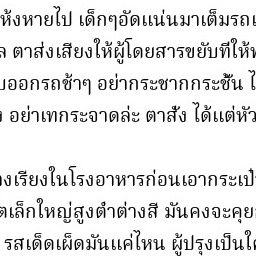 ห้งหายไป เด็กๆอัดแน่นมาเต็มรถ
ล ตาส่งเสียงให้ผู้โดยสารขยับที่ให้
ออกรถช้าๆ อย่ากระชากกระชั้น
อย่าเทกระจาดล่ะ ตาสั่ง ได้แต่หัว
งเรียงในโรงอาหารก่อนเอากระเป๋
ตเล็กใหญ่สูงต่ำต่างสี มันคงจะคุย
รสเด็ดเผ็ดมันแค่ไหน ผู้ปรุงเป็นใ